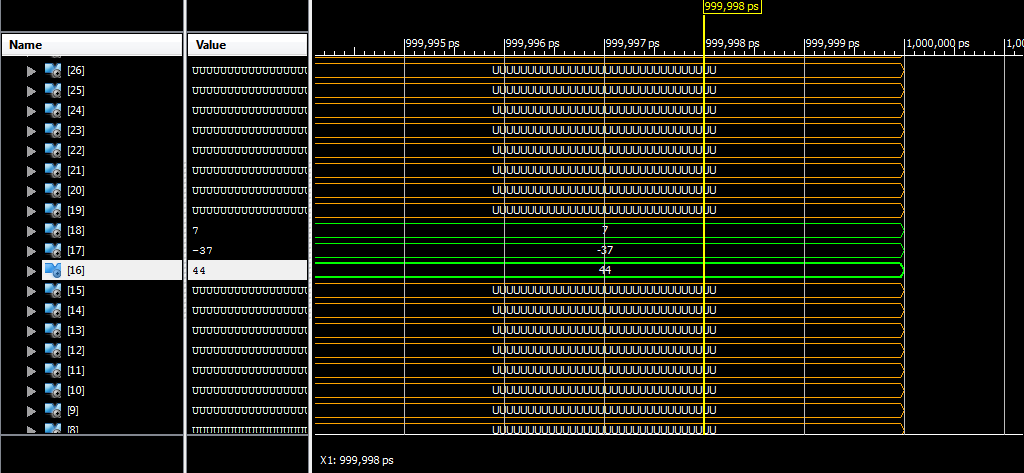 999,998 ps
Name Value 999,995 ps 999,996 ps 999,997 ps 999,998 ps 999,999 ps 1,000,000 ps 1,00
[26] UUUUUUUUUUUUUUUUU UUUUUUUUUUUUUUUUUUUUUUUUUUUUUUUU
[25] UUUUUUUUUUUUUUUUU UUUUUUUUUUUUUUUUUUUUUUUUUUUUUUUU
[24] UUUUUUUUUUUUUUUUU UUUUUUUUUUUUUUUUUUUUUUUUUUUUUUUU
[23] UUUUUUUUUUUUUUUUU UUUUUUUUUUUUUUUUUUUUUUUUUUUUUUUU
[22] UUUUUUUUUUUUUUUUU UUUUUUUUUUUUUUUUUUUUUUUUUUUUUUUU
[21] UUUUUUUUUUUUUUUUU UUUUUUUUUUUUUUUUUUUUUUUUUUUUUUUU
[20] UUUUUUUUUUUUUUUUU UUUUUUUUUUUUUUUUUUUUUUUUUUUUUUUU
[19] UUUUUUUUUUUUUUUUU UUUUUUUUUUUUUUUUUUUUUUUUUUUUUUUU
[18] 7 7
[17] -37 -37
[16] 44 44
[15] UUUUUUUUUUUUUUUUU UUUUUUUUUUUUUUUUUUUUUUUUUUUUUUUU
[14] UUUUUUUUUUUUUUUUU UUUUUUUUUUUUUUUUUUUUUUUUUUUUUUUU
[13] UUUUUUUUUUUUUUUUU UUUUUUUUUUUUUUUUUUUUUUUUUUUUUUUU
[12] UUUUUUUUUUUUUUUUU UUUUUUUUUUUUUUUUUUUUUUUUUUUUUUUU
[11] UUUUUUUUUUUUUUUUU UUUUUUUUUUUUUUUUUUUUUUUUUUUUUUUU
[10] UUUUUUUUUUUUUUUUU UUUUUUUUUUUUUUUUUUUUUUUUUUUUUUUU
[9] UUUUUUUUUUUUUUUUU UUUUUUUUUUUUUUUUUUUUUUUUUUUUUUUU
[8] UUUUUUUUUUUUUUUUU UUUUUUUUUUUUUUUUUUUUUUUUUUUUUUUU
X1: 999,998 ps